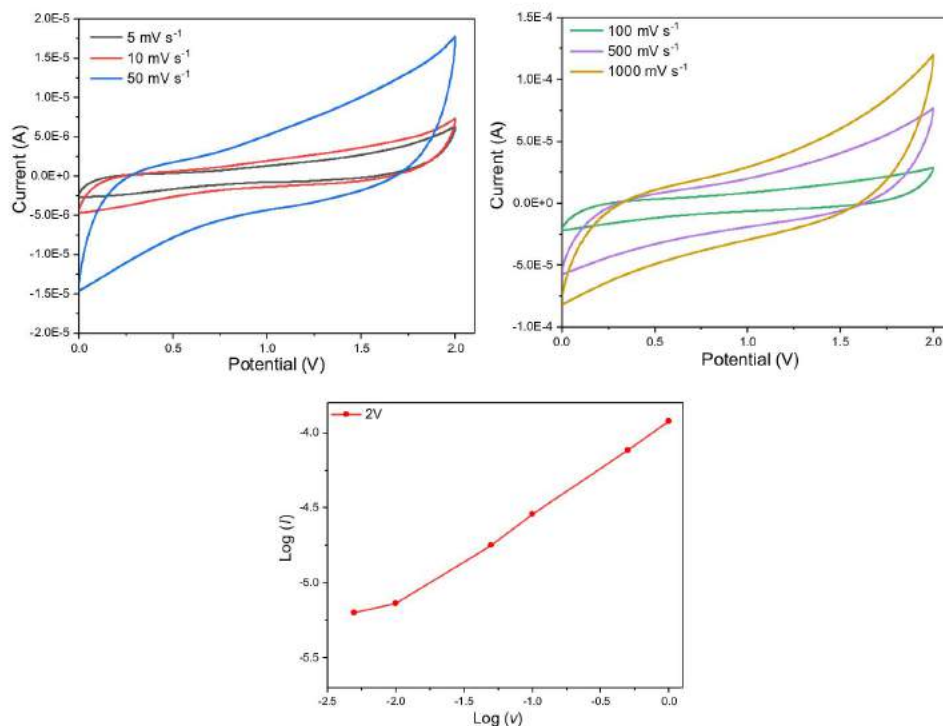 2.0E-5
1.5E-5
1.0E-5
5.0E-6
0.0E+0
-5.0E-6
-1.0E-5
-1.5E-5
-2.0E-5
Current (A)
5 mV s⁻¹
10 mV s⁻¹
50 mV s⁻¹
0.0 0.5 1.0 1.5 2.0
Potential (V)
1.5E-4
1.0E-4
5.0E-5
0.0E+0
-5.0E-5
-1.0E-4
Current (A)
100 mV s⁻¹
500 mV s⁻¹
1000 mV s⁻¹
0.0 0.5 1.0 1.5 2.0
Potential (V)
2V
-4.0
-4.5
-5.0
-5.5
Log (I)
-2.5 -2.0 -1.5 -1.0 -0.5 0.0
Log (v)